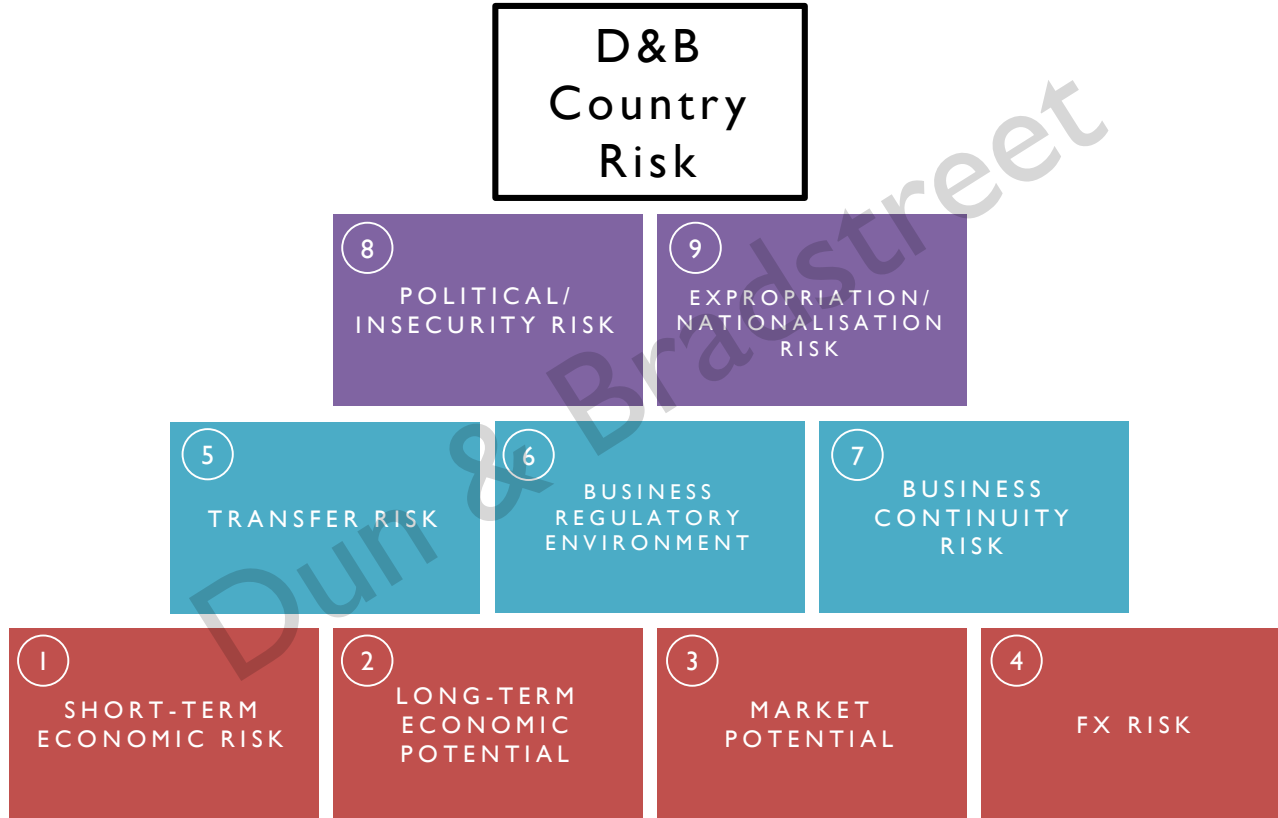 D&B
Country
Risk
8
POLITICAL/
INSECURITY RISK
9
EXPROPRIATION/
NATIONALISATION
RISK
5
TRANSFER RISK
6
BUSINESS
REGULATORY
ENVIRONMENT
7
BUSINESS
CONTINUITY
RISK
1
SHORT-TERM
ECONOMIC RISK
2
LONG-TERM
ECONOMIC
POTENTIAL
3
MARKET
POTENTIAL
4
FX RISK
Dun & Bradstreet